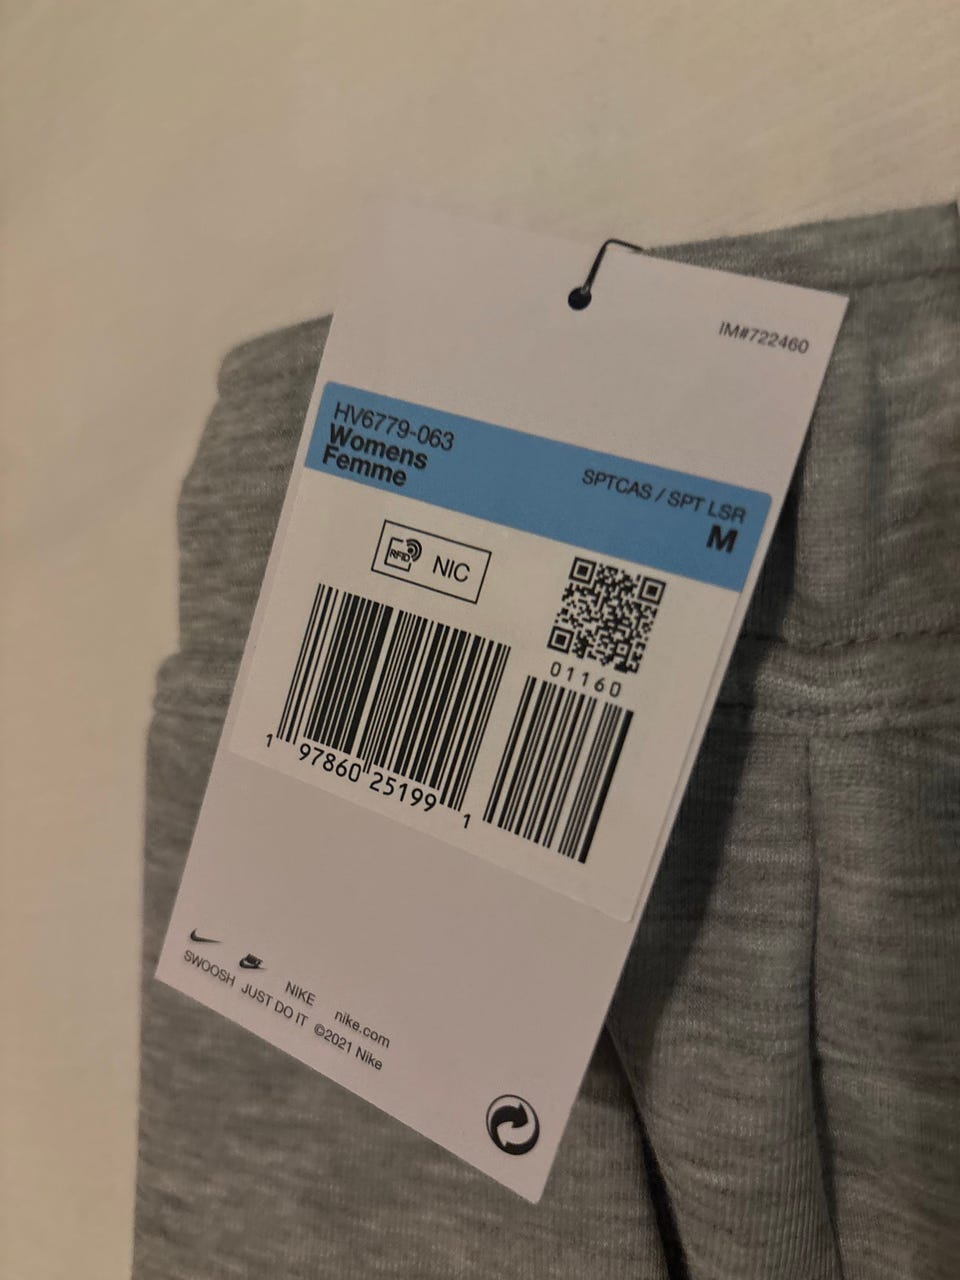 IM#722460
HV6779-063
Womens
Femme
SPTCAS / SPT LSR
M
RFID NIC
01160
1 97860 25199 1
NIKE nike.com
SWOOSH JUST DO IT ©2021 Nike